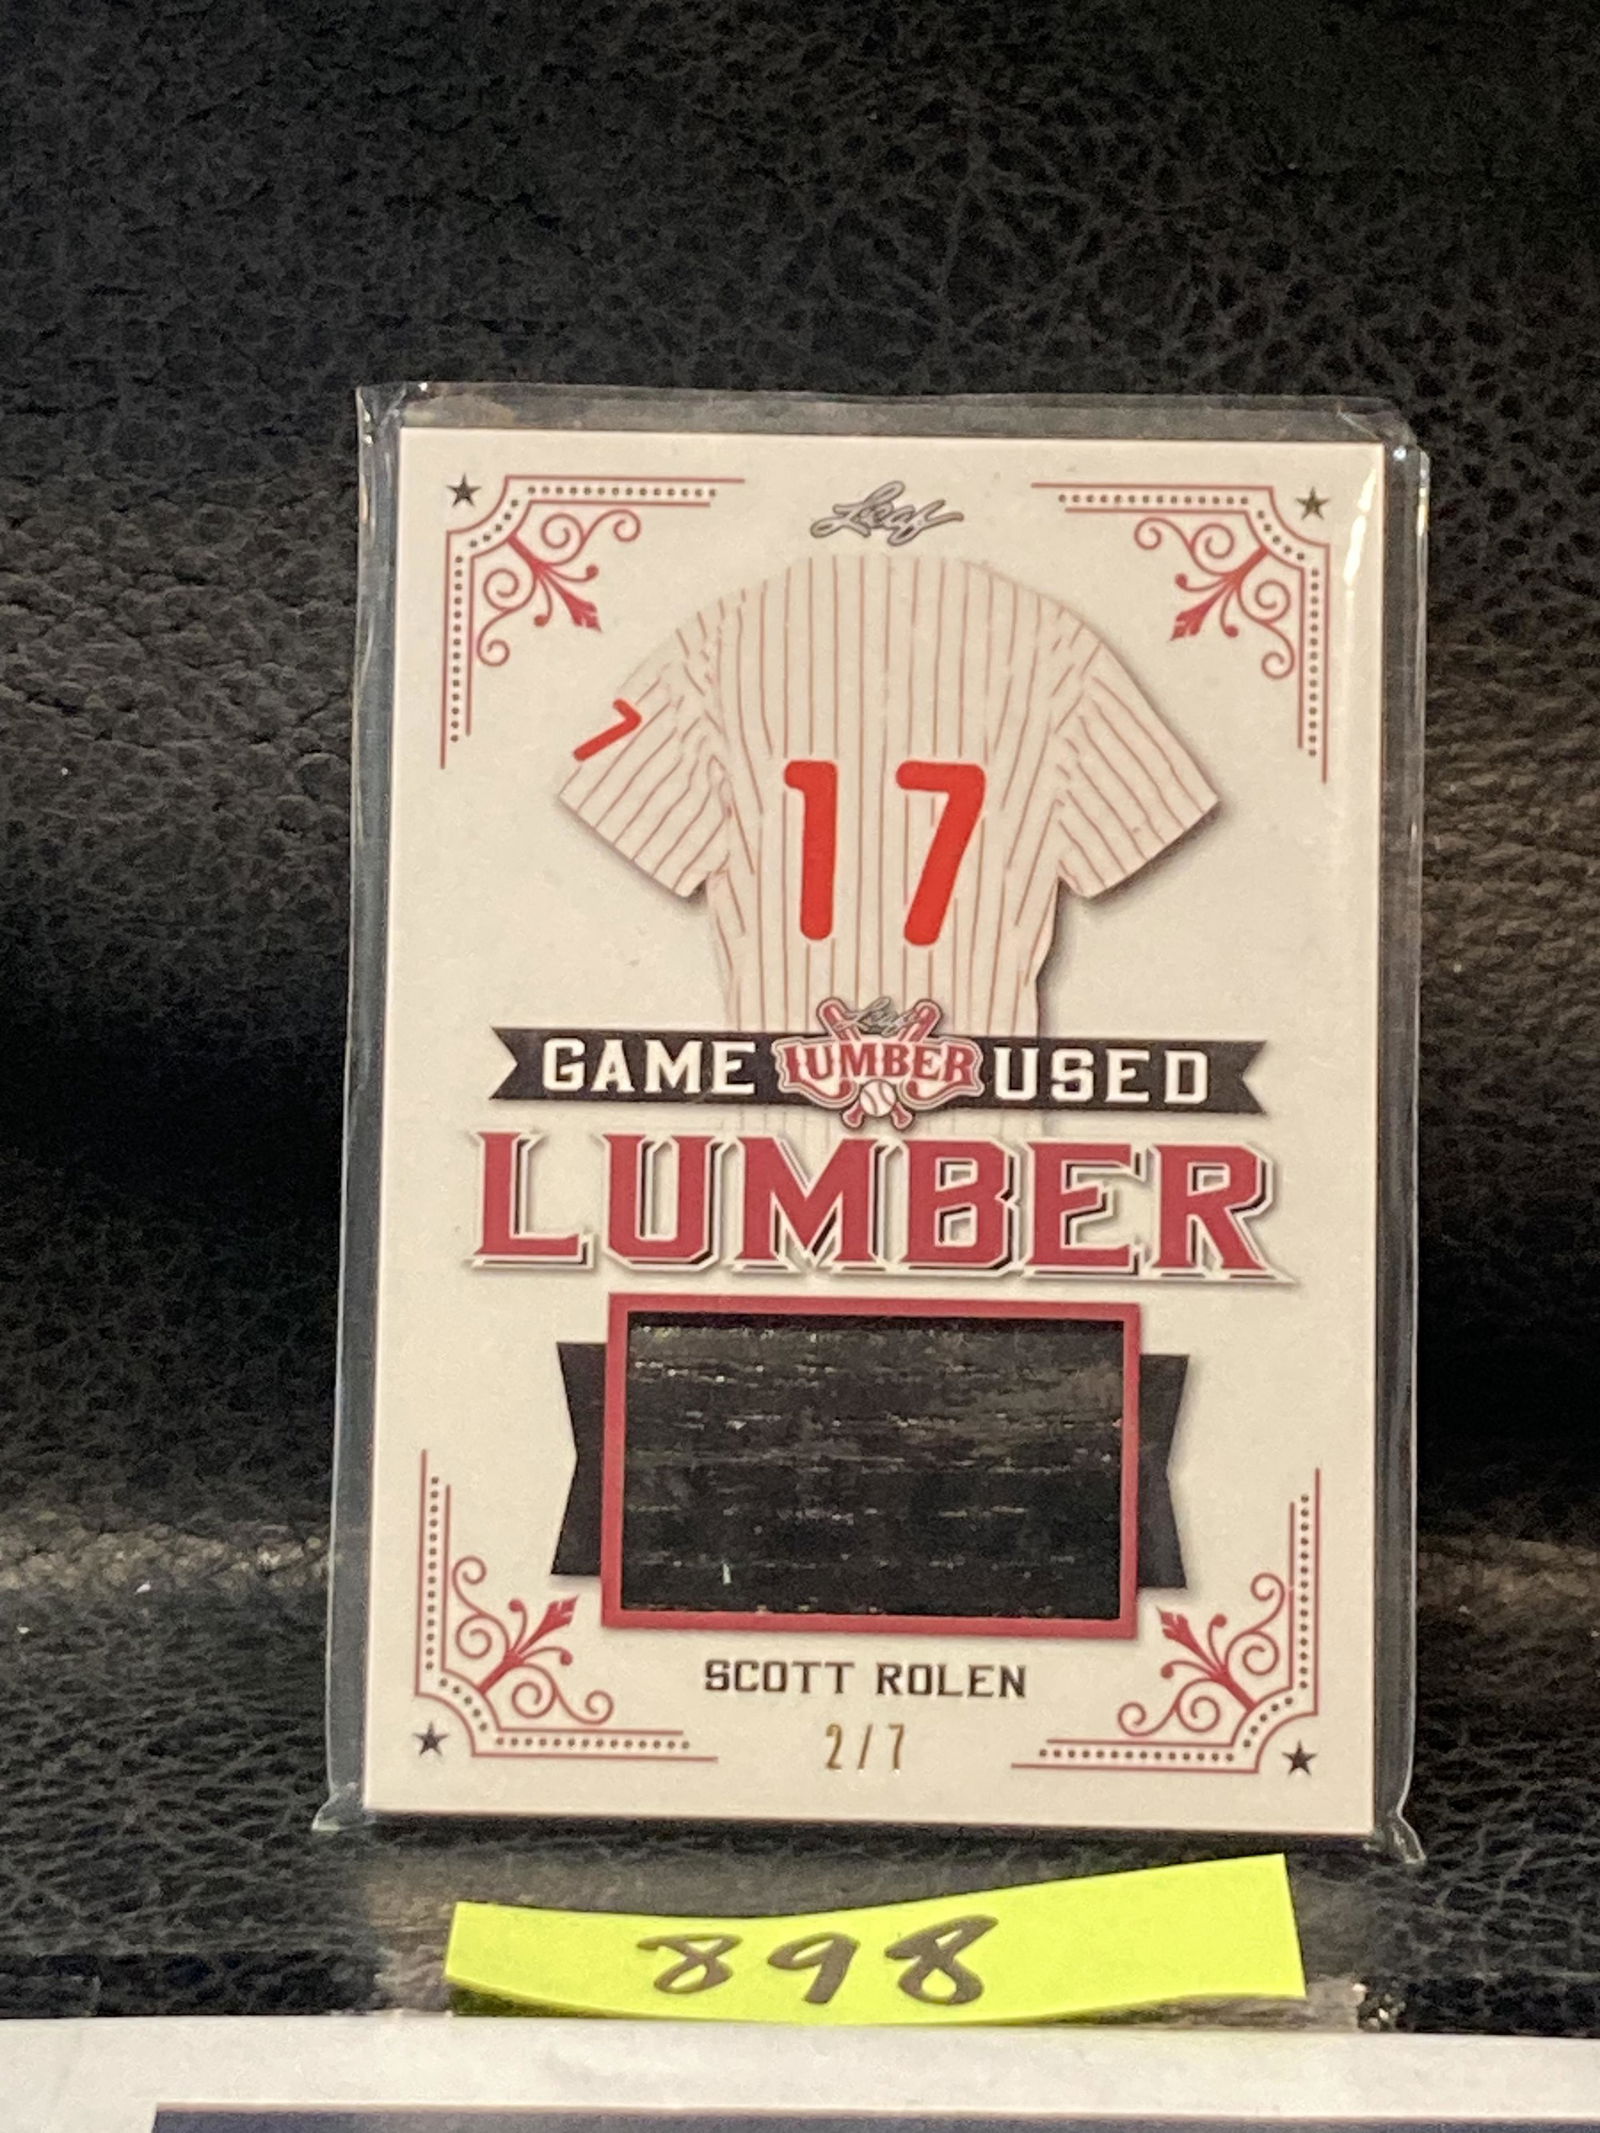 Leaf
7
17
GAME Leaf LUMBER USED
LUMBER
SCOTT ROLEN
2/7
898